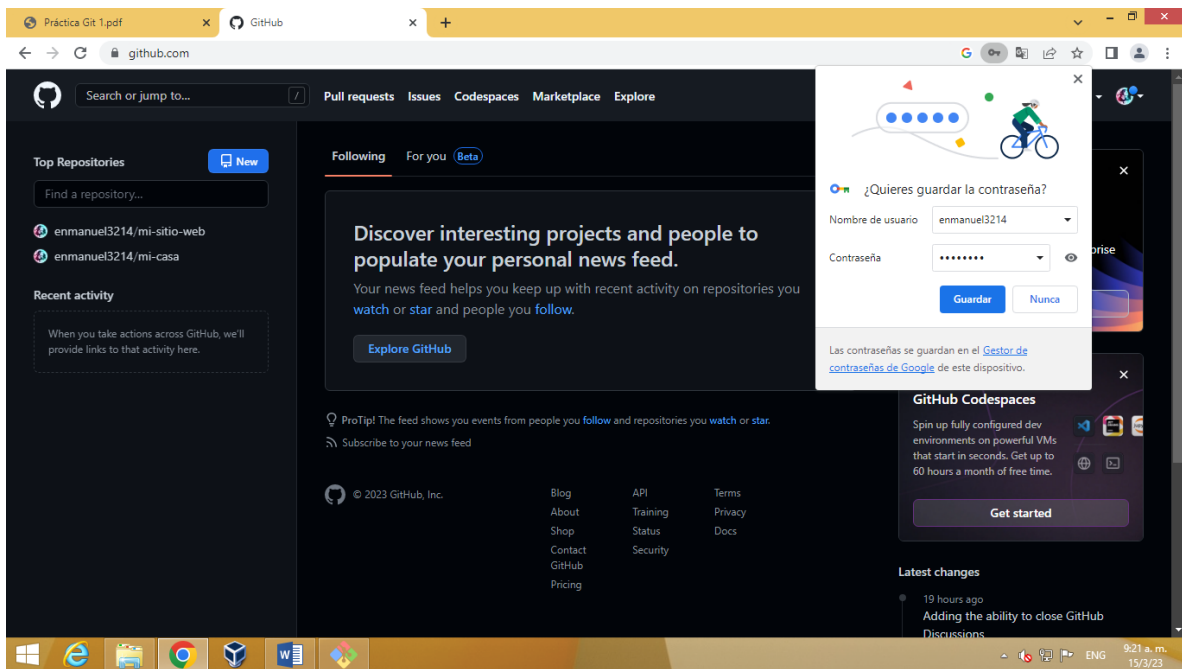 Práctica Git 1.pdf
GitHub
github.com
Search or jump to...
/
Pull requests Issues Codespaces Marketplace Explore
Top Repositories
New
Find a repository...
enmanuel3214/mi-sitio-web
enmanuel3214/mi-casa
Recent activity
When you take actions across GitHub, we'll
provide links to that activity here.
Following For you Beta
Discover interesting projects and people to
populate your personal news feed.
Your news feed helps you keep up with recent activity on repositories you
watch or star and people you follow.
Explore GitHub
ProTip! The feed shows you events from people you follow and repositories you watch or star.
Subscribe to your news feed
© 2023 GitHub, Inc.
Blog
About
Shop
Contact
GitHub
Pricing
API
Training
Status
Security
Terms
Privacy
Docs
¿Quieres guardar la contraseña?
Nombre de usuario enmanuel3214
Contraseña ••••••••
Guardar Nunca
Las contraseñas se guardan en el Gestor de
contraseñas de Google de este dispositivo.
GitHub Codespaces
Spin up fully configured dev
environments on powerful VMs
that start in seconds. Get up to
60 hours a month of free time.
Get started
Latest changes
19 hours ago
Adding the ability to close GitHub
Discussions
ENG
9:21 a. m.
15/3/23